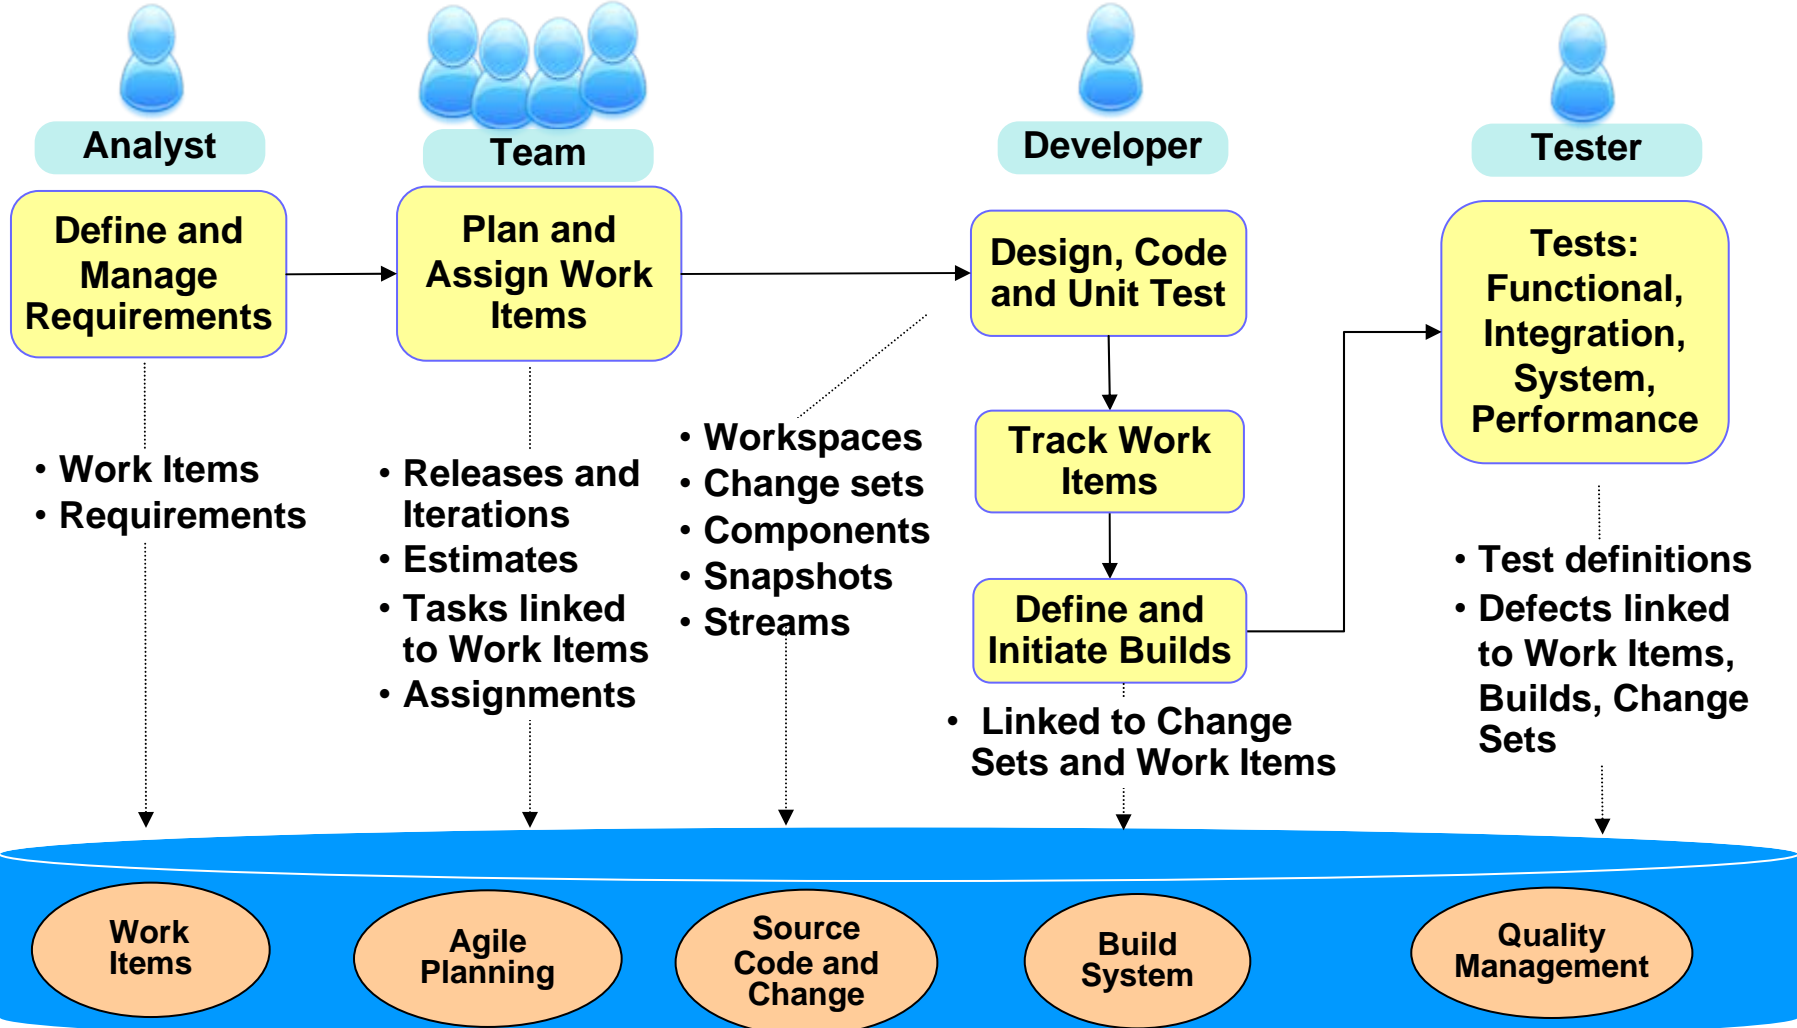 Analyst
Team
Developer
Tester
Define and
Manage
Requirements
Plan and
Assign Work
Items
Design, Code
and Unit Test
Tests:
Functional,
Integration,
System,
Performance
Track Work
Items
Define and
Initiate Builds
• Work Items
• Requirements
• Releases and
Iterations
• Estimates
• Tasks linked
to Work Items
• Assignments
• Workspaces
• Change sets
• Components
• Snapshots
• Streams
• Linked to Change
Sets and Work Items
• Test definitions
• Defects linked
to Work Items,
Builds, Change
Sets
Work
Items
Agile
Planning
Source
Code and
Change
Build
System
Quality
Management